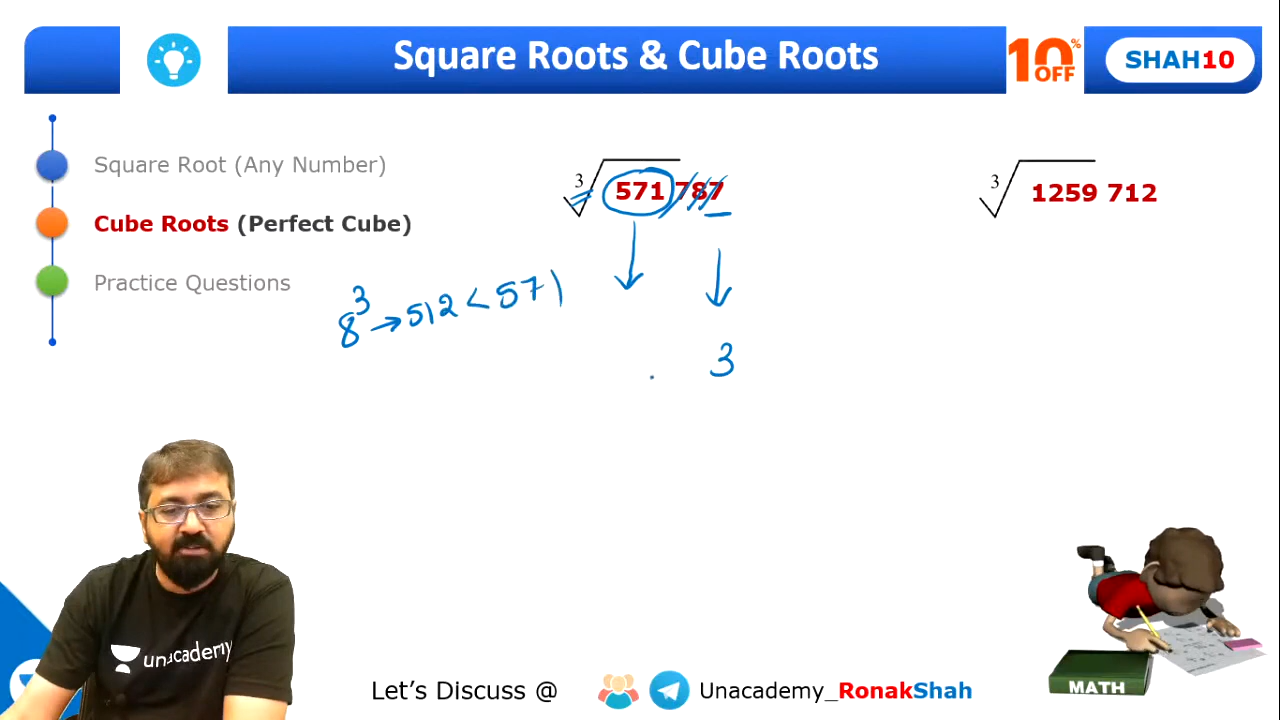 Square Roots & Cube Roots
10% OFF
SHAH10
Square Root (Any Number)
Cube Roots (Perfect Cube)
Practice Questions
3√571 787
3√1259 712
8³ → 512 < 571
3
unacademy
MATH
Let’s Discuss @ Unacademy_RonakShah